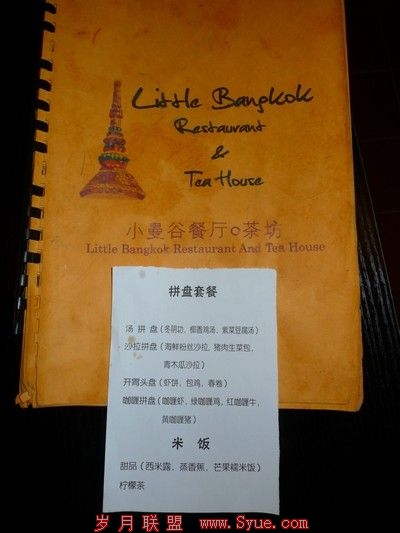 Little Bangkok
Restaurant
&
Tea House
小曼谷餐厅e茶坊
Little Bangkok Restaurant And Tea House
拼盘套餐
汤 拼 盘（冬阴功、椰香鸡汤、紫菜豆腐汤）
沙拉拼盘（海鲜粉丝沙拉，猪肉生菜包，
青木瓜沙拉）
开胃头盘（虾饼、包鸡、春卷）
咖喱拼盘（咖喱虾，绿咖喱鸡，红咖喱牛，
黄咖喱猪）
米 饭
甜品（西米露、蒸香蕉，芒果糯米饭）
柠檬茶
岁月联盟 www.Syue.com